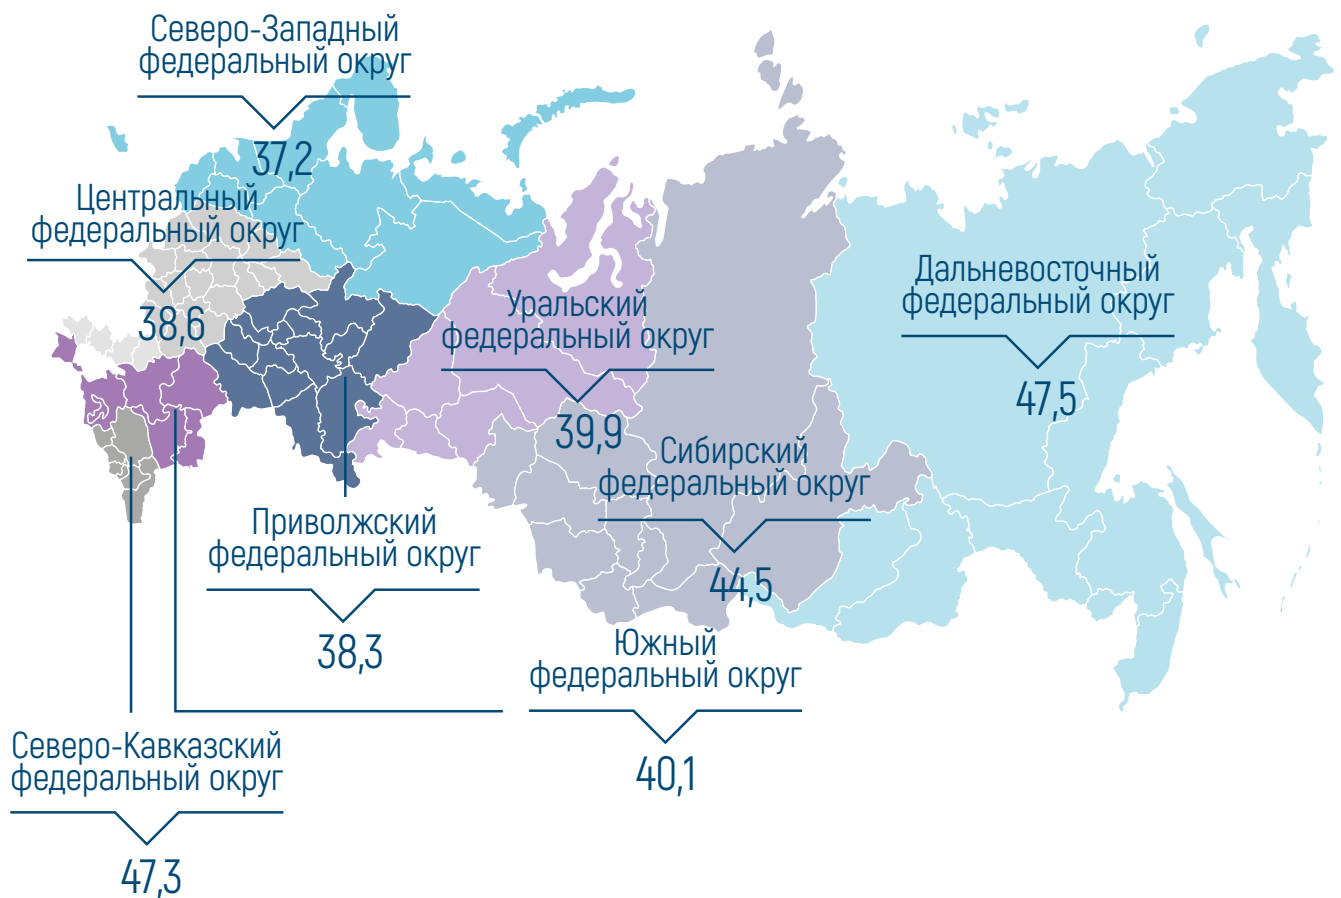 Северо-Западный
федеральный округ
37,2
Центральный
федеральный округ
38,6
Уральский
федеральный округ
39,9
Дальневосточный
федеральный округ
47,5
Сибирский
федеральный округ
44,5
Приволжский
федеральный округ
38,3
Южный
федеральный округ
40,1
Северо-Кавказский
федеральный округ
47,3